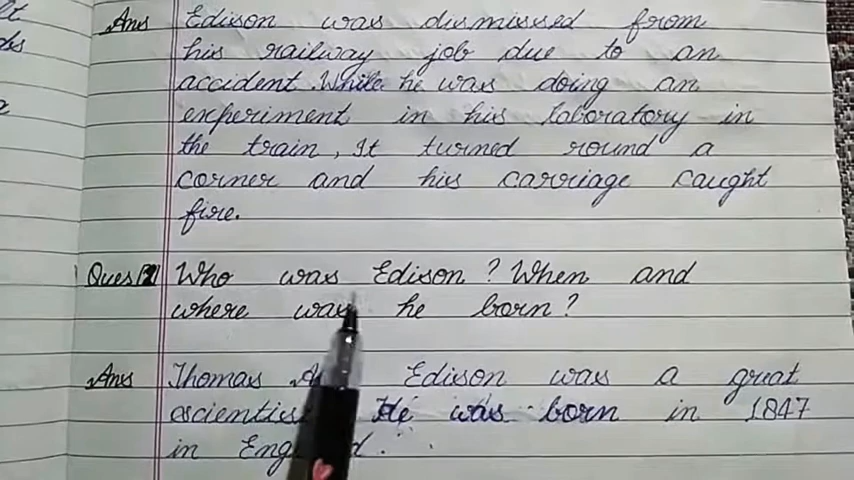 Ans Edison was dismissed from
his railway job due to an
accident. While he was doing an
experiment in his laboratory in
the train, It turned round a
corner and his carriage caught
fire.
Ques Who was Edison ? When and
where was he born ?
Ans Thomas Edison was a great
He was born in 1847
in